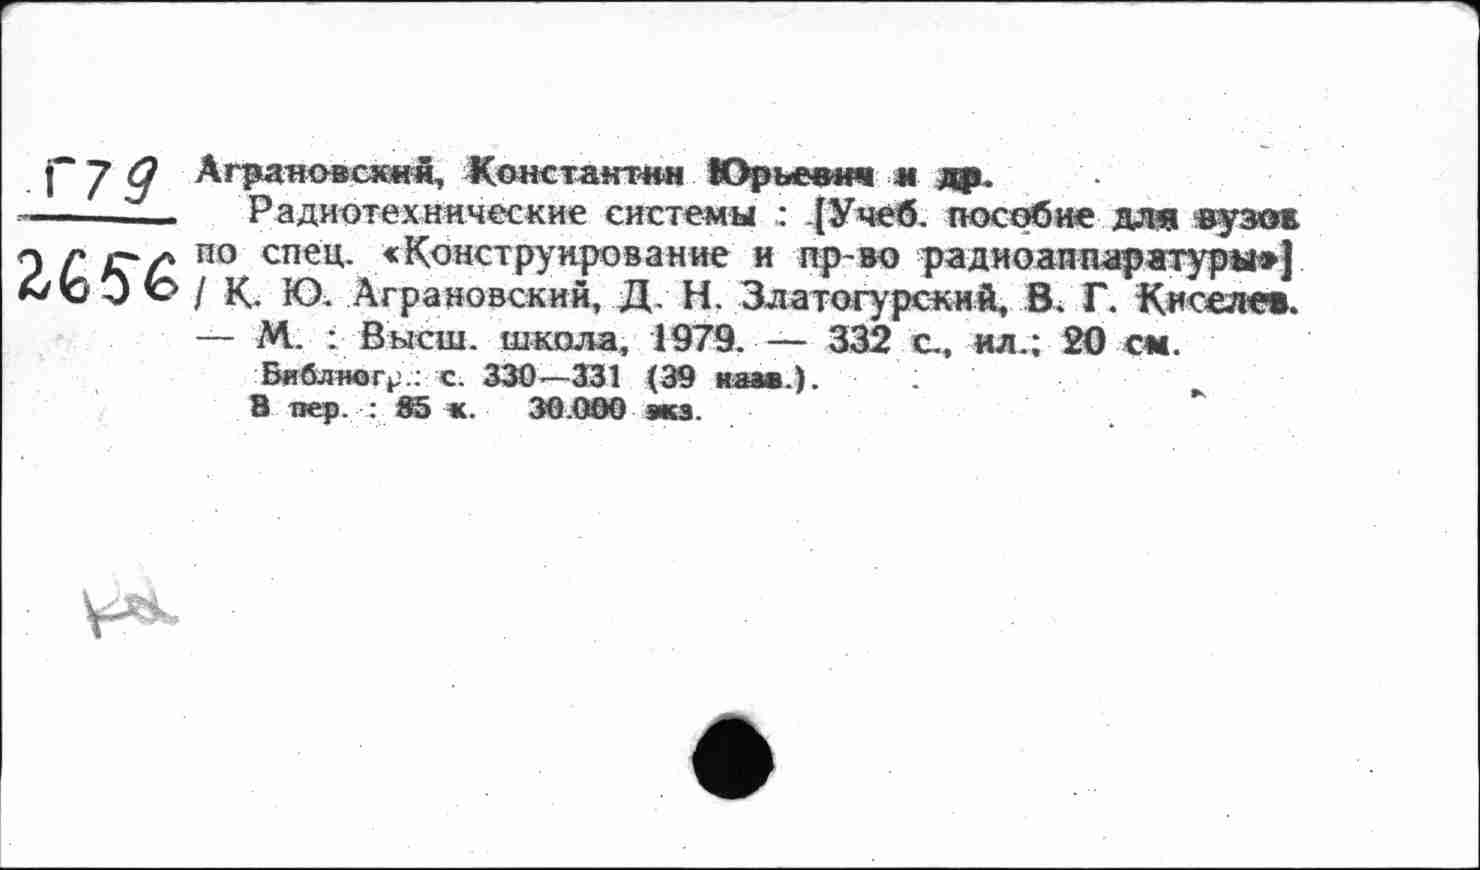 Г79
2656
Аграновский, Константин Юрьевич и др.
Радиотехнические системы : [Учеб. пособие для вузов
по спец. «Конструирование и пр-во радиоаппаратуры»]
/ К. Ю. Аграновский, Д. Н. Златогурский, В. Г. Киселев.
— М. : Высш. школа, 1979. — 332 с., ил.; 20 см.
Библиогр.: с. 330—331 (39 назв.).
В пер. : 85 к. 30.000 экз.